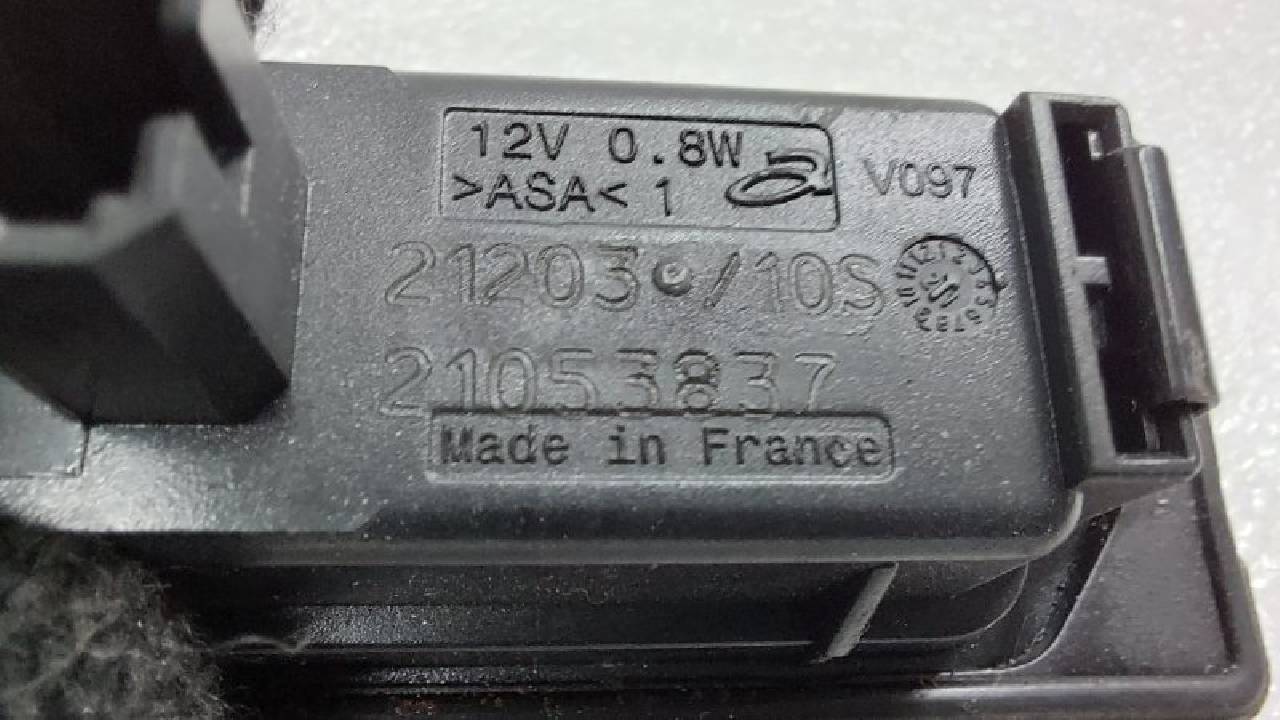 12V 0.8W
>ASA< 1
V097
21203 /10S
21053837
Made in France